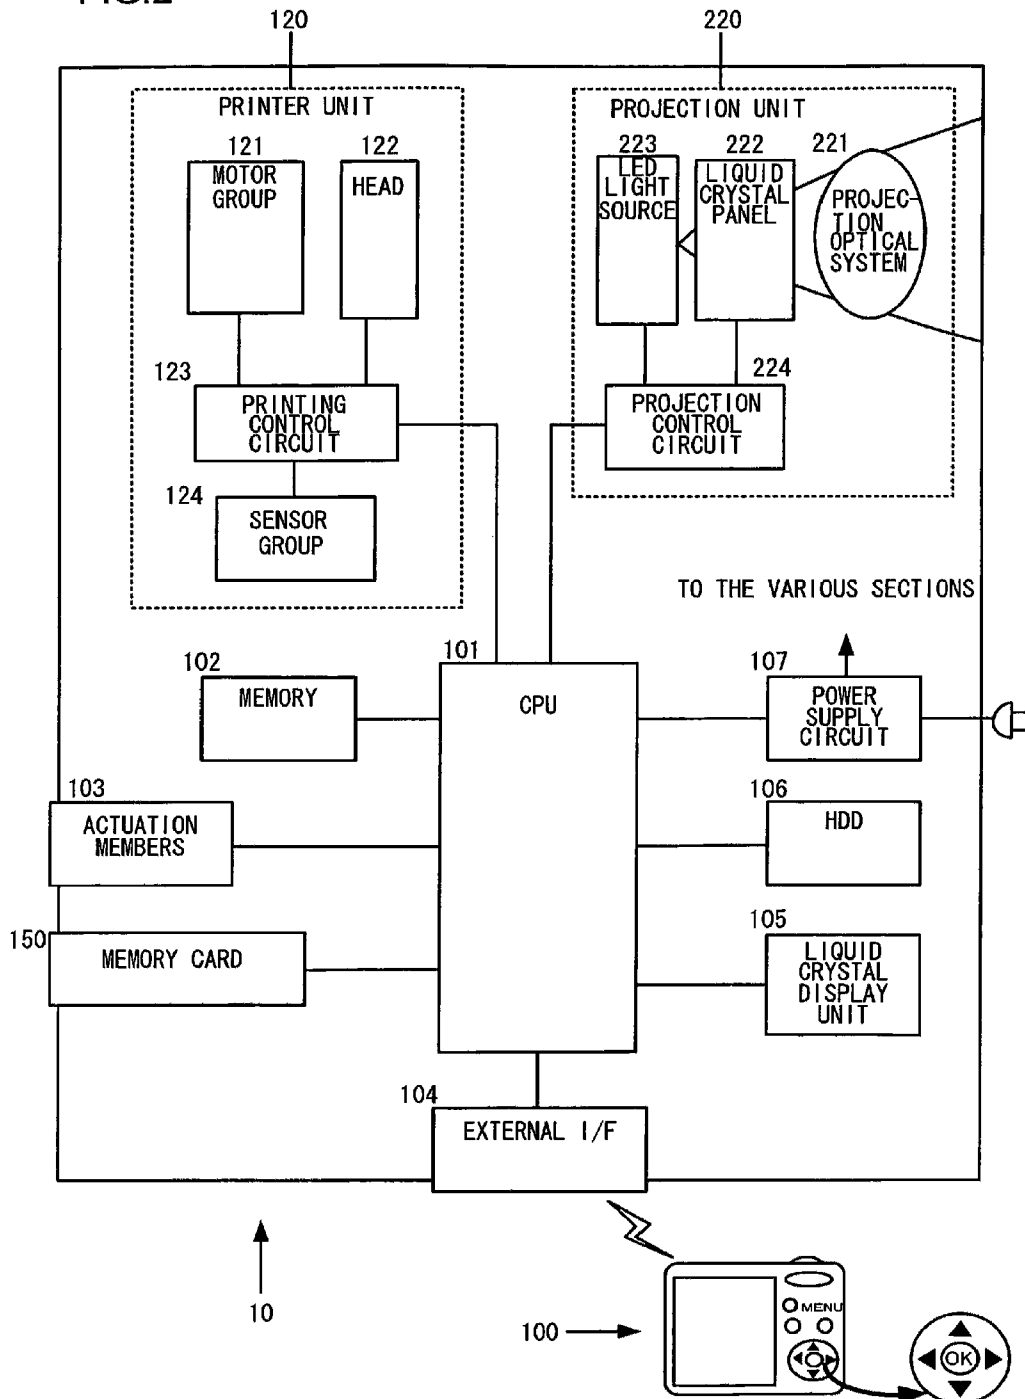 FIG.2
120
220
PRINTER UNIT
PROJECTION UNIT
121
122
223
222
221
MOTOR
GROUP
HEAD
LED
LIGHT
SOURCE
LIQUID
CRYSTAL
PANEL
PROJEC-
TION
OPTICAL
SYSTEM
123
224
PRINTING
CONTROL
CIRCUIT
PROJECTION
CONTROL
CIRCUIT
124
SENSOR
GROUP
TO THE VARIOUS SECTIONS
101
102
107
MEMORY
CPU
POWER
SUPPLY
CIRCUIT
103
106
ACTUATION
MEMBERS
HDD
150
105
MEMORY CARD
LIQUID
CRYSTAL
DISPLAY
UNIT
104
EXTERNAL I/F
10
100
MENU
OK